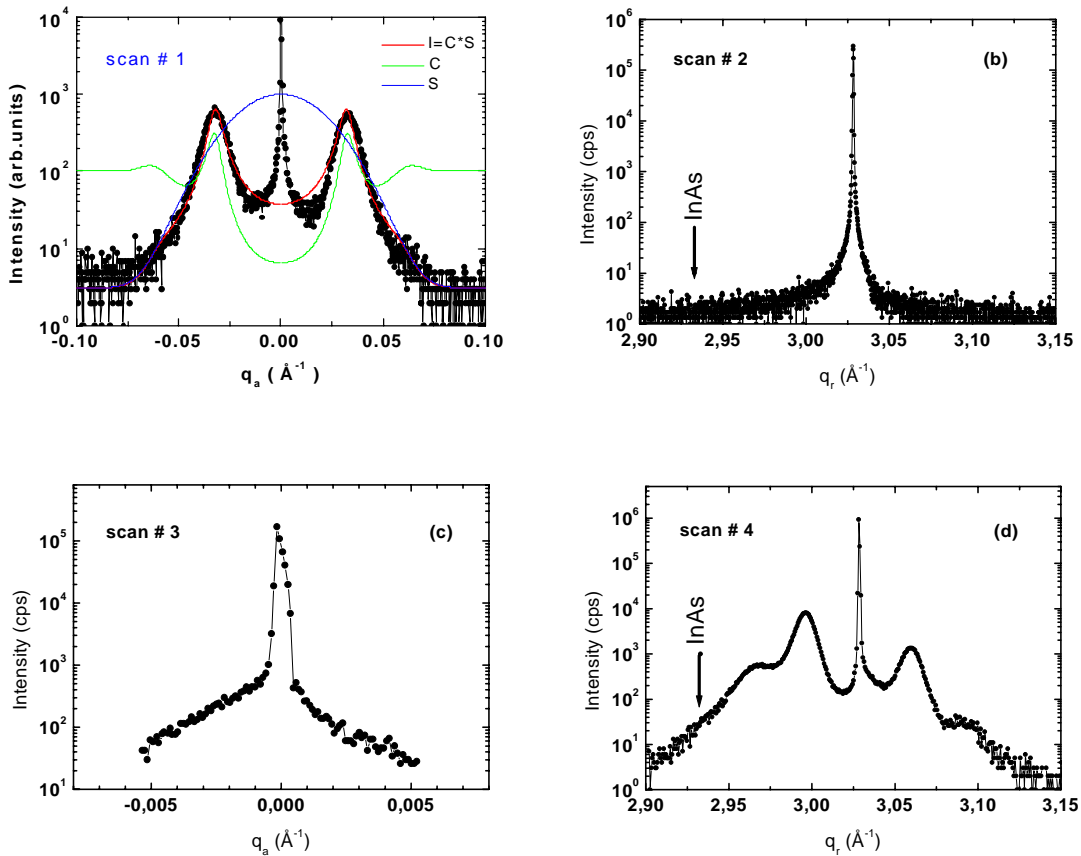 scan # 1
I=C*S
C
S
10⁴
10³
10²
10¹
10⁰
Intensity (arb.units)
-0.10 -0.05 0.00 0.05 0.10
qₐ ( Å⁻¹ )
scan # 2
(b)
InAs
10⁶
10⁵
10⁴
10³
10²
10¹
10⁰
Intensity (cps)
2,90 2,95 3,00 3,05 3,10 3,15
qᵣ (Å⁻¹)
scan # 3
(c)
10⁵
10⁴
10³
10²
10¹
Intensity (cps)
-0,005 0,000 0,005
qₐ (Å⁻¹)
scan # 4
(d)
InAs
10⁶
10⁵
10⁴
10³
10²
10¹
10⁰
Intensity (cps)
2,90 2,95 3,00 3,05 3,10 3,15
qᵣ (Å⁻¹)